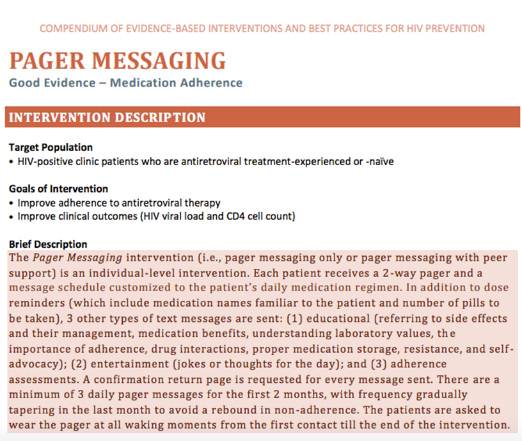 COMPENDIUM OF EVIDENCE-BASED INTERVENTIONS AND BEST PRACTICES FOR HIV PREVENTION
PAGER MESSAGING
Good Evidence – Medication Adherence
INTERVENTION DESCRIPTION
Target Population
• HIV-positive clinic patients who are antiretroviral treatment-experienced or -naïve
Goals of Intervention
• Improve adherence to antiretroviral therapy
• Improve clinical outcomes (HIV viral load and CD4 cell count)
Brief Description
The Pager Messaging intervention (i.e., pager messaging only or pager messaging with peer
support) is an individual-level intervention. Each patient receives a 2-way pager and a
message schedule customized to the patient's daily medication regimen. In addition to dose
reminders (which include medication names familiar to the patient and number of pills to
be taken), 3 other types of text messages are sent: (1) educational (referring to side effects
and their management, medication benefits, understanding laboratory values, the
importance of adherence, drug interactions, proper medication storage, resistance, and self-
advocacy); (2) entertainment (jokes or thoughts for the day); and (3) adherence
assessments. A confirmation return page is requested for every message sent. There are a
minimum of 3 daily pager messages for the first 2 months, with frequency gradually
tapering in the last month to avoid a rebound in non-adherence. The patients are asked to
wear the pager at all waking moments from the first contact till the end of the intervention.